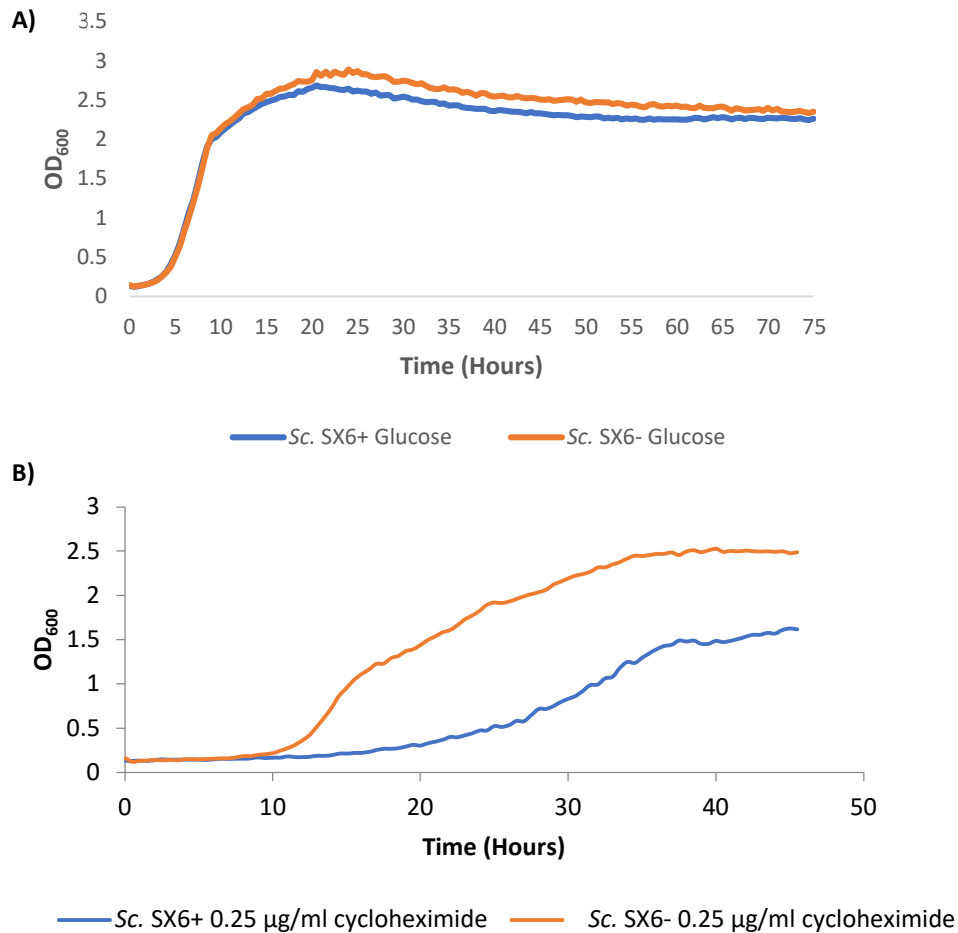 A)
3.5
3
2.5
2
1.5
1
0.5
0
OD600
0 5 10 15 20 25 30 35 40 45 50 55 60 65 70 75
Time (Hours)
Sc. SX6+ Glucose Sc. SX6- Glucose
B)
3
2.5
2
1.5
1
0.5
0
OD600
0 10 20 30 40 50
Time (Hours)
Sc. SX6+ 0.25 μg/ml cycloheximide Sc. SX6- 0.25 μg/ml cycloheximide